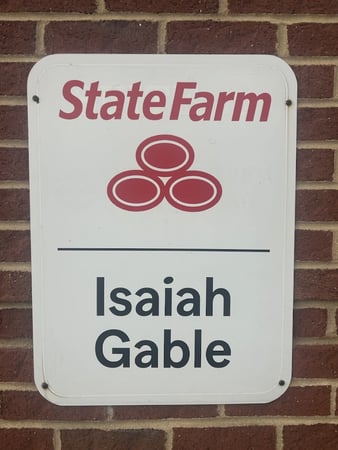 State Farm
Isaiah
Gable